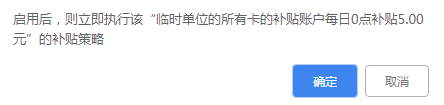 启用后，则立即执行该“临时单位的所有卡的补贴账户每日0点补贴5.00
元”的补贴策略
确定
取消